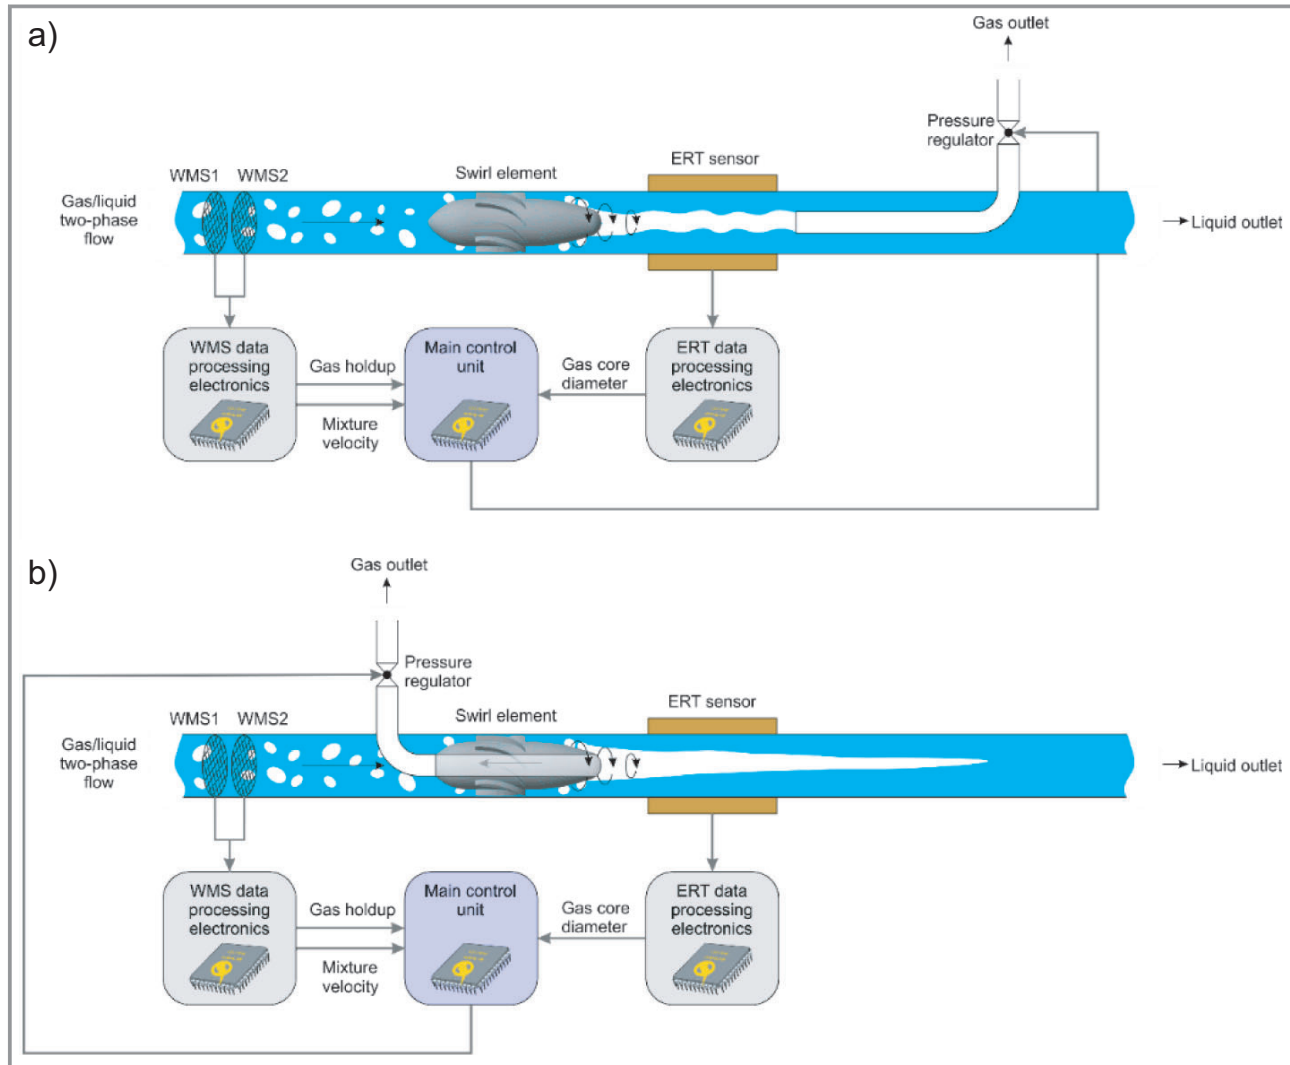 a)
Gas outlet
Pressure
regulator
ERT sensor
WMS1
WMS2
Swirl element
Gas/liquid
two-phase
flow
Liquid outlet
WMS data
processing
electronics
Gas holdup
Mixture
velocity
Main control
unit
Gas core
diameter
ERT data
processing
electronics
b)
Gas outlet
Pressure
regulator
ERT sensor
WMS1
WMS2
Swirl element
Gas/liquid
two-phase
flow
Liquid outlet
WMS data
processing
electronics
Gas holdup
Mixture
velocity
Main control
unit
Gas core
diameter
ERT data
processing
electronics